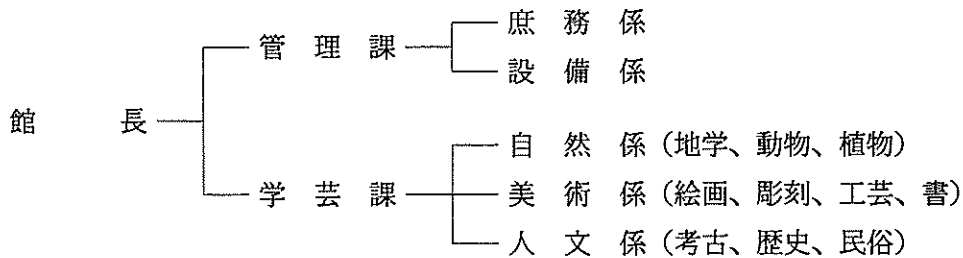 庶務係
管理課
設備係
館長
自然係(地学、動物、植物)
学芸課
美術係(絵画、彫刻、工芸、書)
人文係(考古、歴史、民俗)